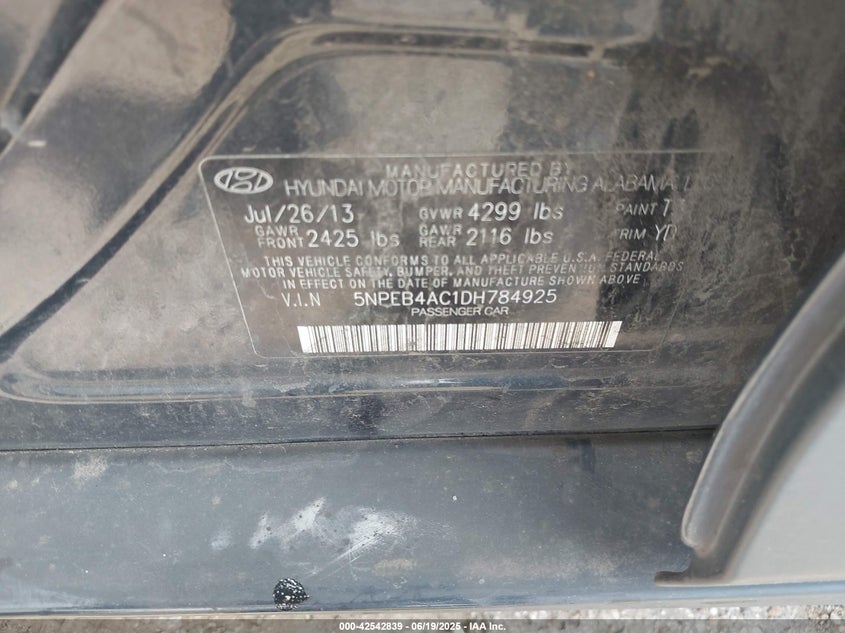 MANUFACTURED BY
HYUNDAI MOTOR MANUFACTURING ALABAMA,
Jul/26/13 GVWR 4299 lbs PAINT
GAWR FRONT 2425 lbs GAWR REAR 2116 lbs TRIM
THIS VEHICLE CONFORMS TO ALL APPLICABLE U.S.A. FEDERAL
MOTOR VEHICLE SAFETY, BUMPER, AND THEFT PREVENTION STANDARDS
IN EFFECT ON THE DATE OF MANUFACTURE SHOWN ABOVE
V.I.N 5NPEB4AC1DH784925
PASSENGER CAR
000-42542839 - 06/19/2025 - IAA Inc.